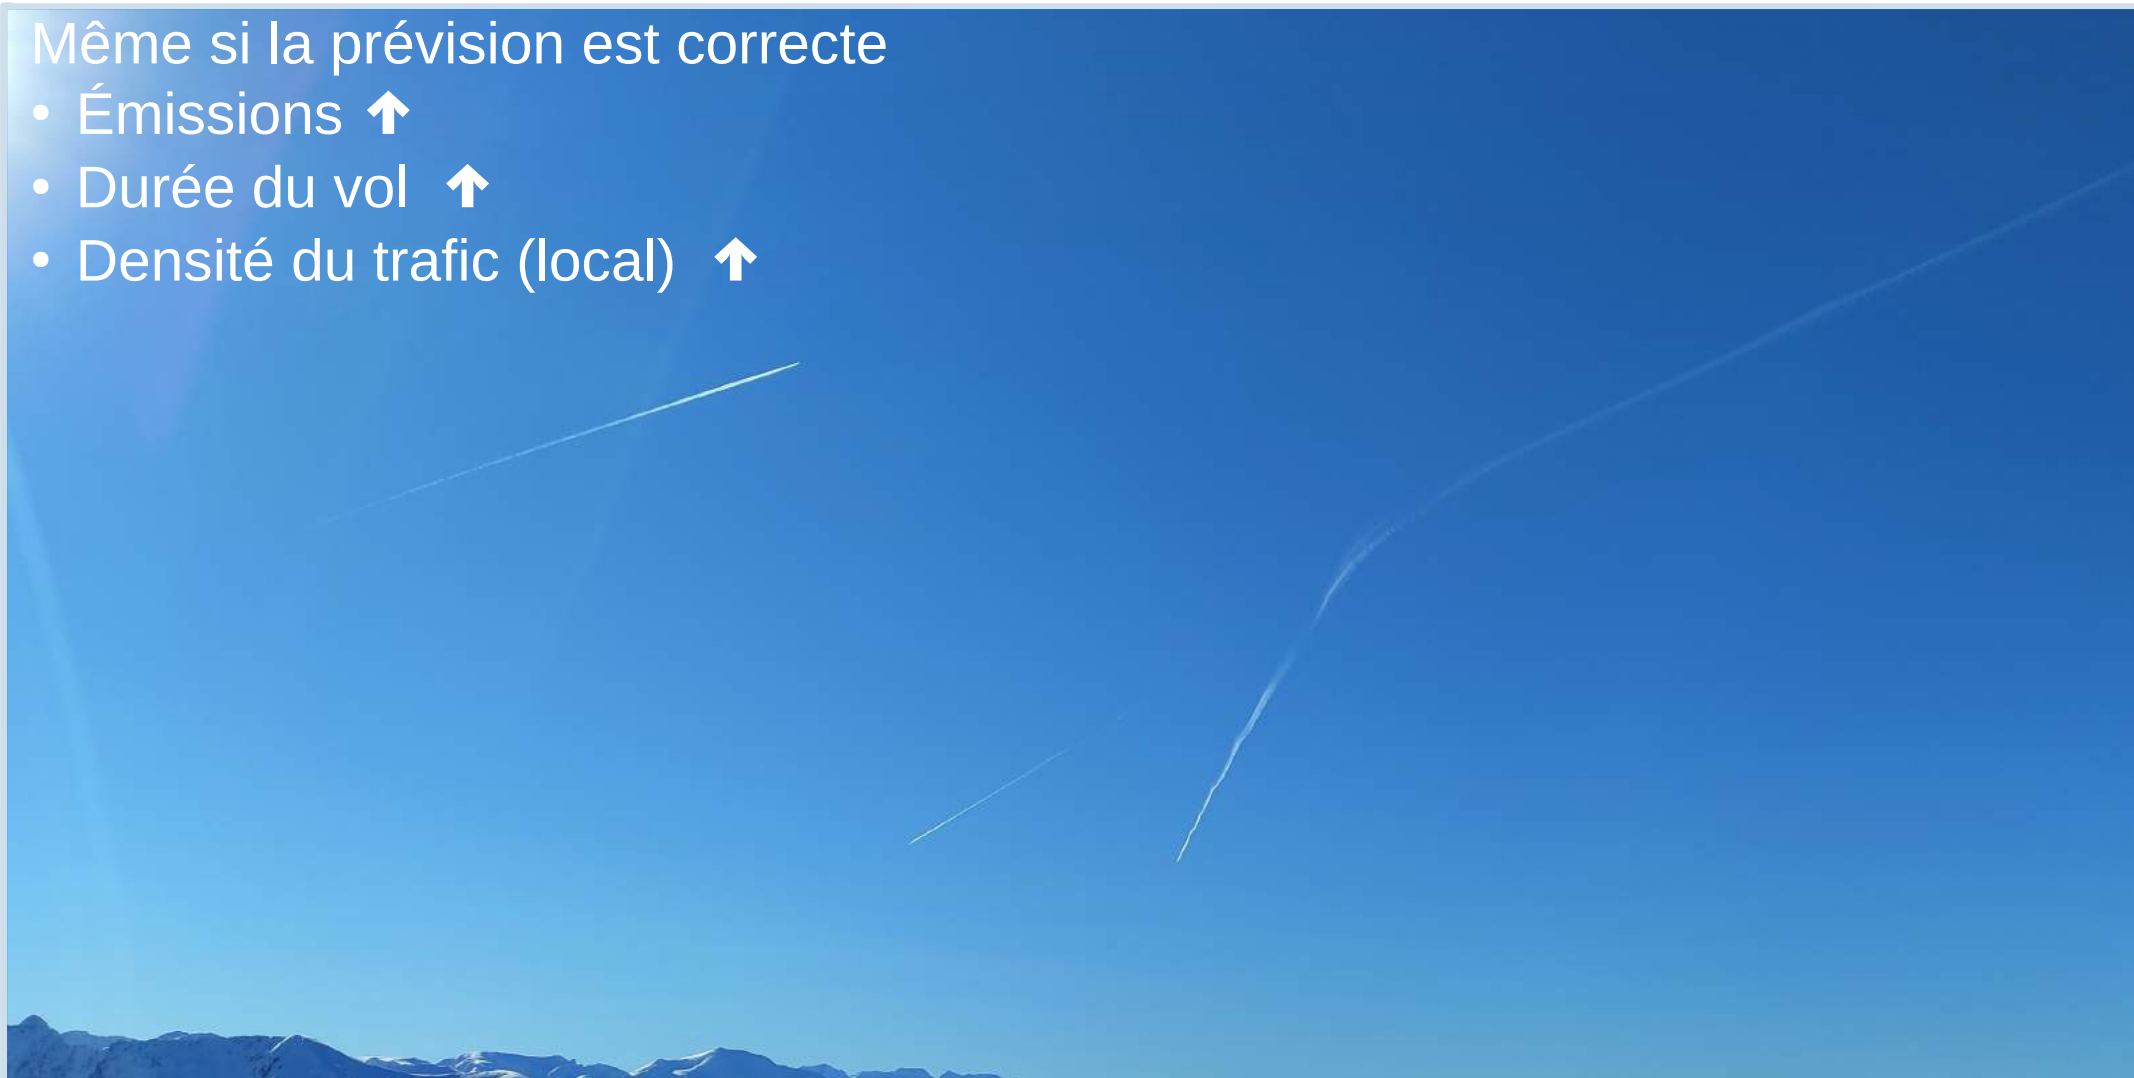 Même si la prévision est correcte
• Émissions 🡹
• Durée du vol 🡹
• Densité du trafic (local) 🡹